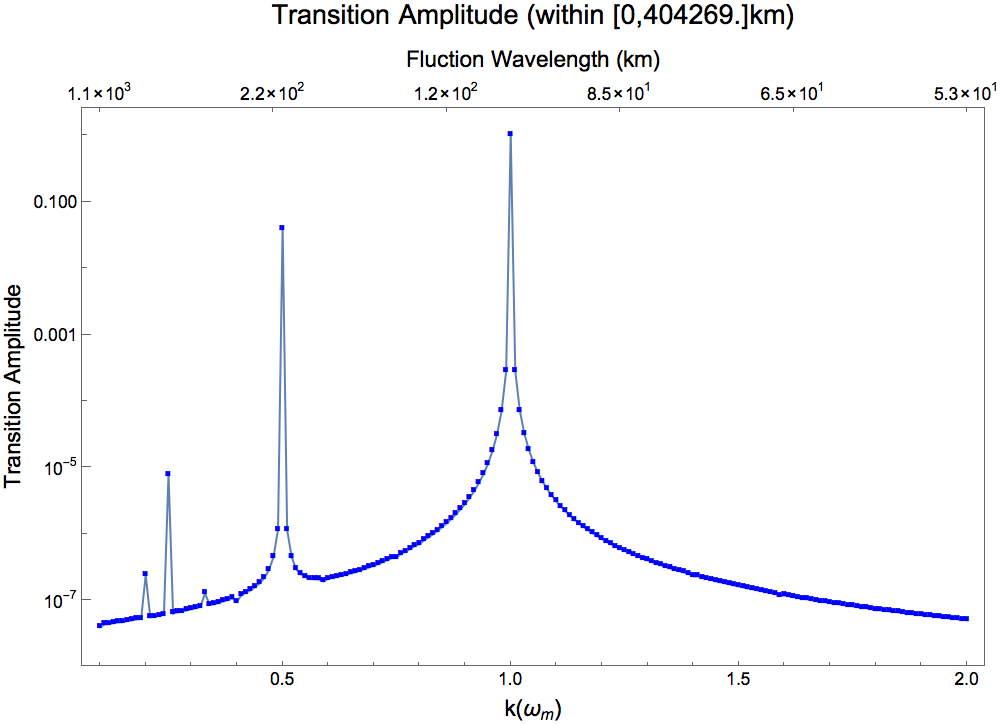 Transition Amplitude (within [0,404269.]km)
Fluction Wavelength (km)
1.1×10³ 2.2×10² 1.2×10² 8.5×10¹ 6.5×10¹ 5.3×10¹
0.100
0.001
10⁻⁵
10⁻⁷
Transition Amplitude
0.5 1.0 1.5 2.0
k(ωₘ)